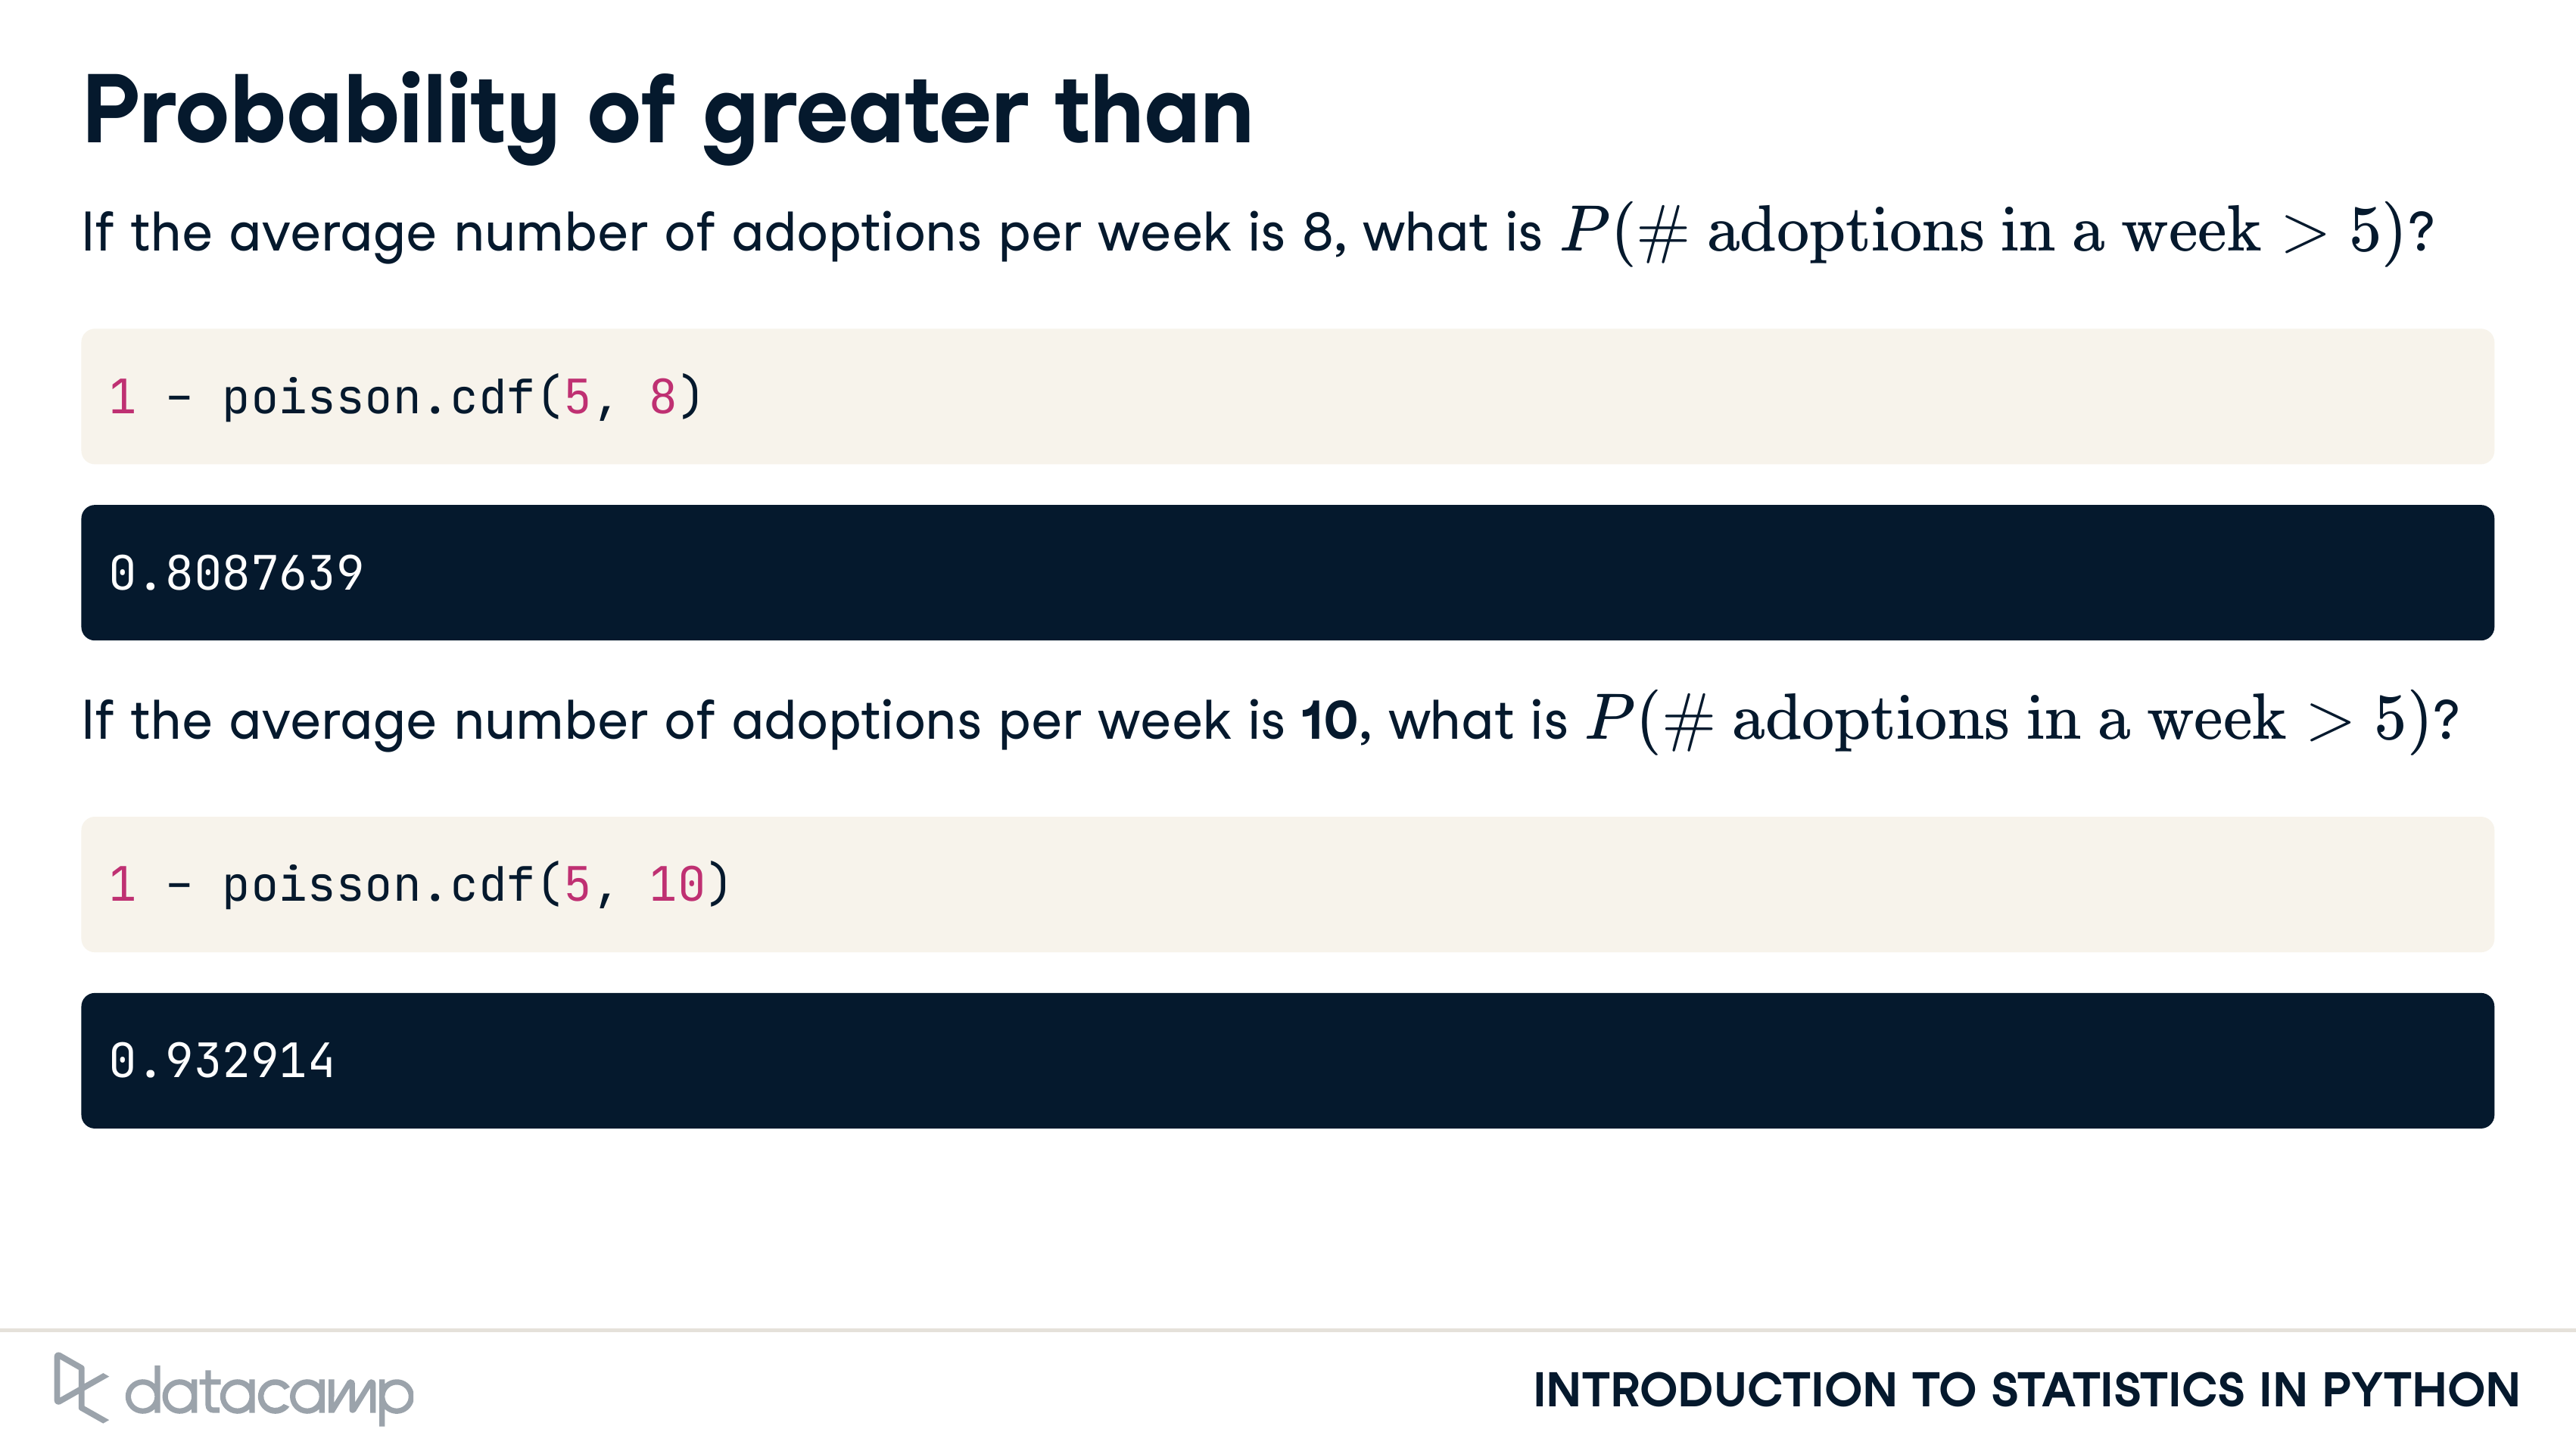 Probability of greater than
If the average number of adoptions per week is 8, what is P(# adoptions in a week > 5)?
1 - poisson.cdf(5, 8)
0.8087639
If the average number of adoptions per week is 10, what is P(# adoptions in a week > 5)?
1 - poisson.cdf(5, 10)
0.932914
datacamp
INTRODUCTION TO STATISTICS IN PYTHON